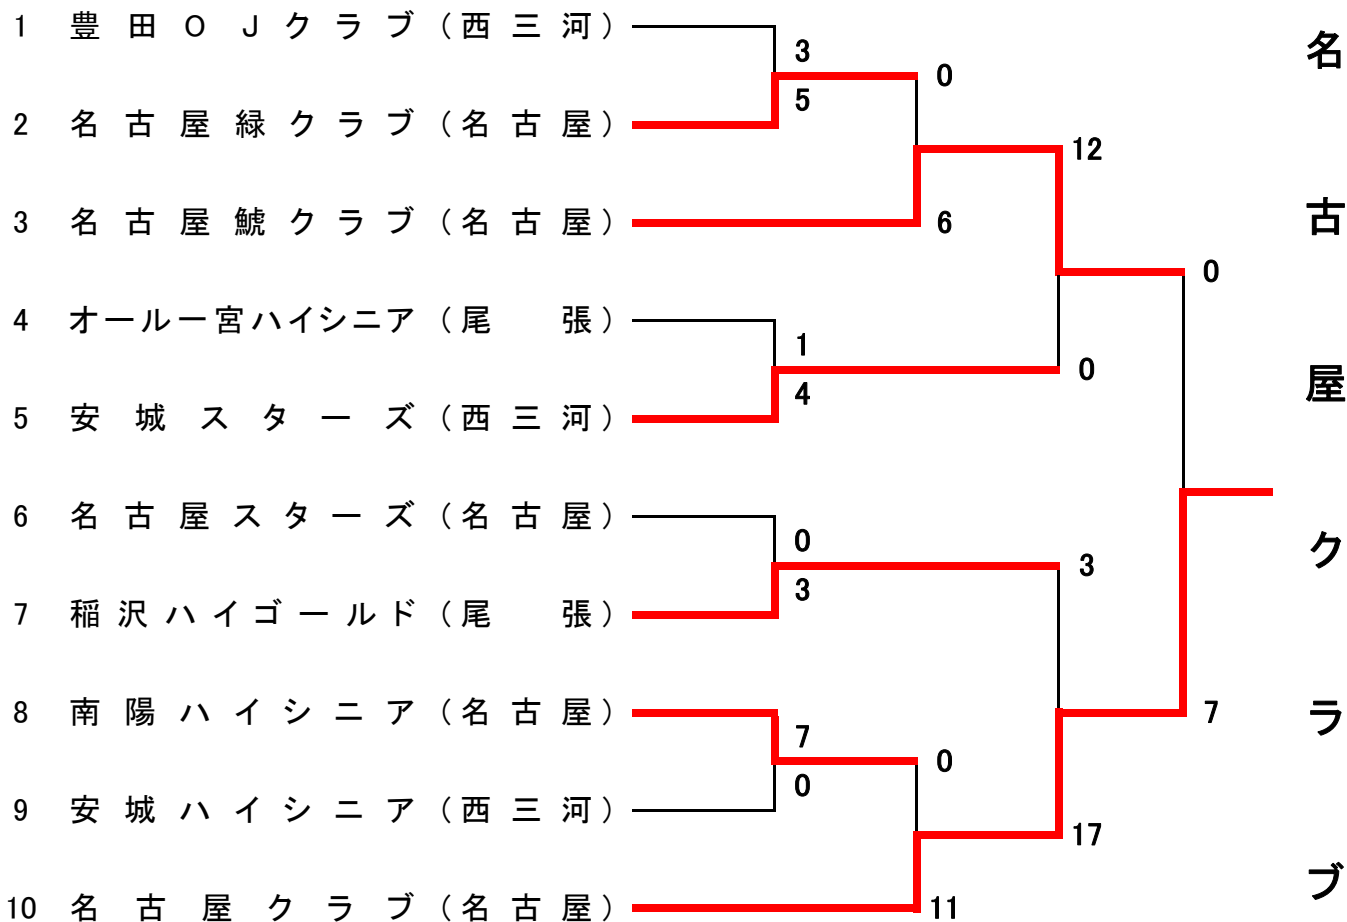 1 豊田OJクラブ（西三河）
3
5
0
2 名古屋緑クラブ（名古屋）
12
3 名古屋鯱クラブ（名古屋）
6
0
4 オール一宮ハイシニア（尾張）
1
4
0
5 安城スターズ（西三河）
6 名古屋スターズ（名古屋）
0
3
3
7 稲沢ハイゴールド（尾張）
8 南陽ハイシニア（名古屋）
7
0
0
7
9 安城ハイシニア（西三河）
17
10 名古屋クラブ（名古屋）
11
名古屋クラブ